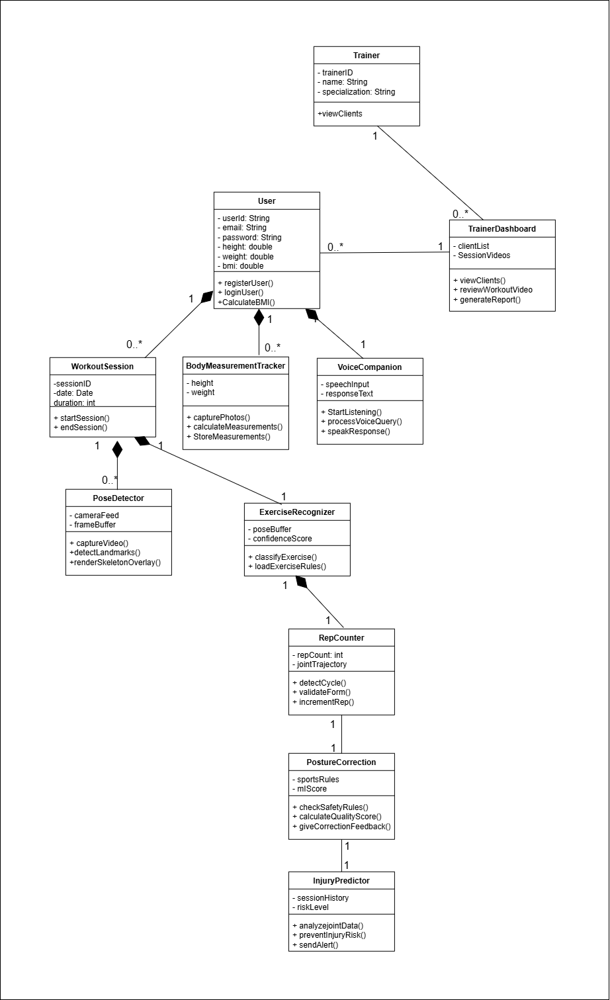 Trainer
- trainerID
- name: String
- specialization: String
+viewClients
1
0..*
User
- userId: String
- email: String
- password: String
- height: double
- weight: double
- bmi: double
+ registerUser()
+ loginUser()
+CalculateBMI()
0..*
1
TrainerDashboard
- clientList
- SessionVideos
+ viewClients()
+ reviewWorkoutVideo
+ generateReport()
1
0..*
1
0..*
1
1
WorkoutSession
-sessionID
-date: Date
duration: int
+ startSession()
+ endSession()
BodyMeasurementTracker
- height
- weight
+ capturePhotos()
+ calculateMeasurements()
+ StoreMeasurements()
VoiceCompanion
- speechInput
- responseText
+ StartListening()
+ processVoiceQuery()
+ speakResponse()
1
0..*
1
1
PoseDetector
- cameraFeed
- frameBuffer
+ captureVideo()
+detectLandmarks()
+renderSkeletonOverlay()
ExerciseRecognizer
- poseBuffer
- confidenceScore
+ classifyExercise()
+ loadExerciseRules()
1
1
RepCounter
- repCount: int
- jointTrajectory
+ detectCycle()
+ validateForm()
+ incrementRep()
1
1
PostureCorrection
- sportsRules
- mlScore
+ checkSafetyRules()
+ calculateQualityScore()
+ giveCorrectionFeedback()
1
1
InjuryPredictor
- sessionHistory
- riskLevel
+ analyzejointData()
+ preventInjuryRisk()
+ sendAlert()